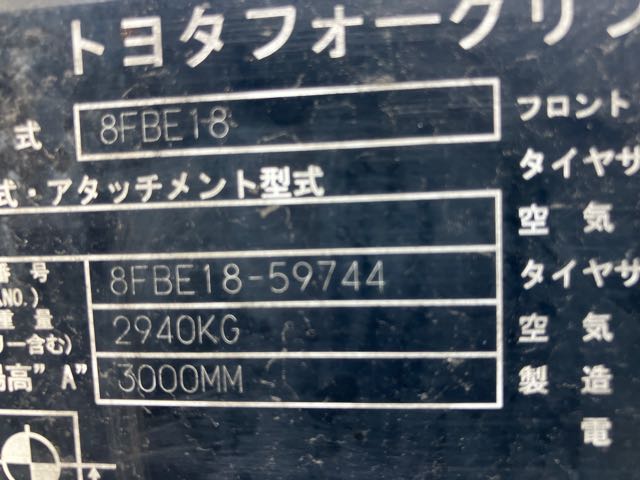 トヨタフォークリ
式 8FBE18
フロント
タイヤサ
式・アタッチメント型式
空気
番号 8FBE18-59744
.NO.)
タイヤサ
重量 2940KG
リー含む)
空気
高"A" 3000MM
製造
電